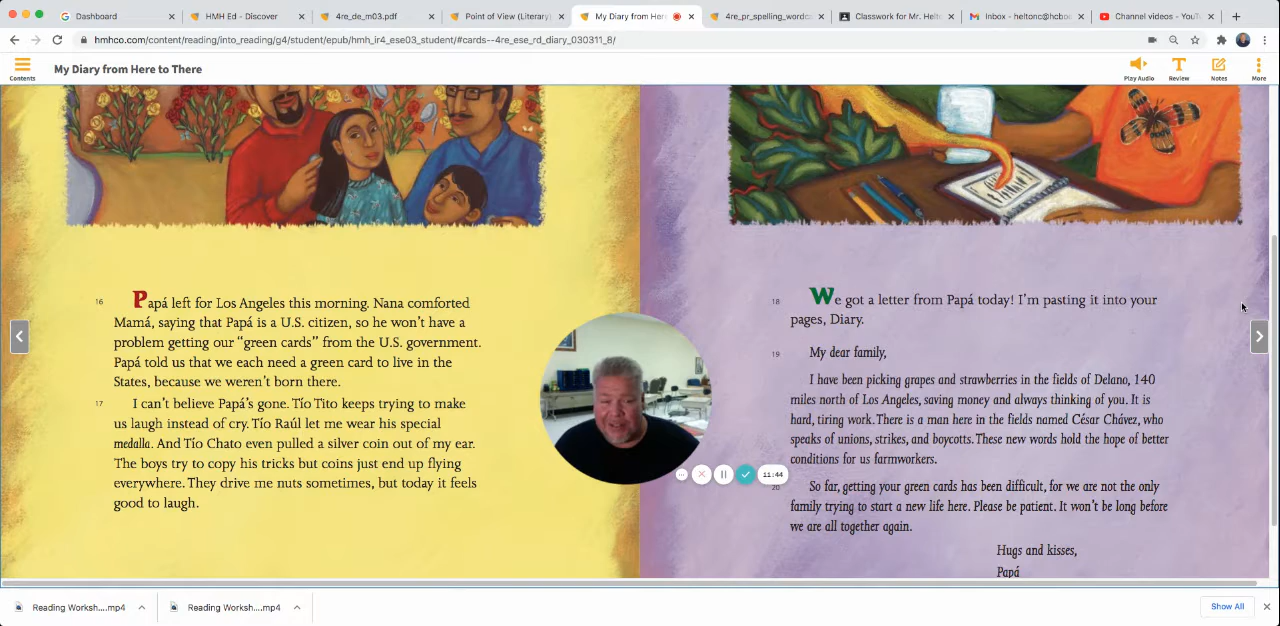 Dashboard
HMH Ed - Discover
4re_de_m03.pdf
Point of View (Literary)
My Diary from Here
4re_pr_spelling_wordc
Classwork for Mr. Helto
Inbox - heltonc@hcbo
Channel videos - YouT
hmhco.com/content/reading/into_reading/g4/student/epub/hmh_ir4_ese03_student/#cards--4re_ese_rd_diary_030311_8/
Contents
My Diary from Here to There
Play Audio
Review
Notes
More
16 Papá left for Los Angeles this morning. Nana comforted
Mamá, saying that Papá is a U.S. citizen, so he won't have a
problem getting our "green cards" from the U.S. government.
Papá told us that we each need a green card to live in the
States, because we weren't born there.
17 I can't believe Papá's gone. Tío Tito keeps trying to make
us laugh instead of cry. Tío Raúl let me wear his special
medalla. And Tío Chato even pulled a silver coin out of my ear.
The boys try to copy his tricks but coins just end up flying
everywhere. They drive me nuts sometimes, but today it feels
good to laugh.
18 We got a letter from Papá today! I'm pasting it into your
pages, Diary.
19 My dear family,
I have been picking grapes and strawberries in the fields of Delano, 140
miles north of Los Angeles, saving money and always thinking of you. It is
hard, tiring work. There is a man here in the fields named César Chávez, who
speaks of unions, strikes, and boycotts. These new words hold the hope of better
conditions for us farmworkers.
20 So far, getting your green cards has been difficult, for we are not the only
family trying to start a new life here. Please be patient. It won't be long before
we are all together again.
Hugs and kisses,
Papá
11:44
Reading Worksh....mp4
Reading Worksh....mp4
Show All